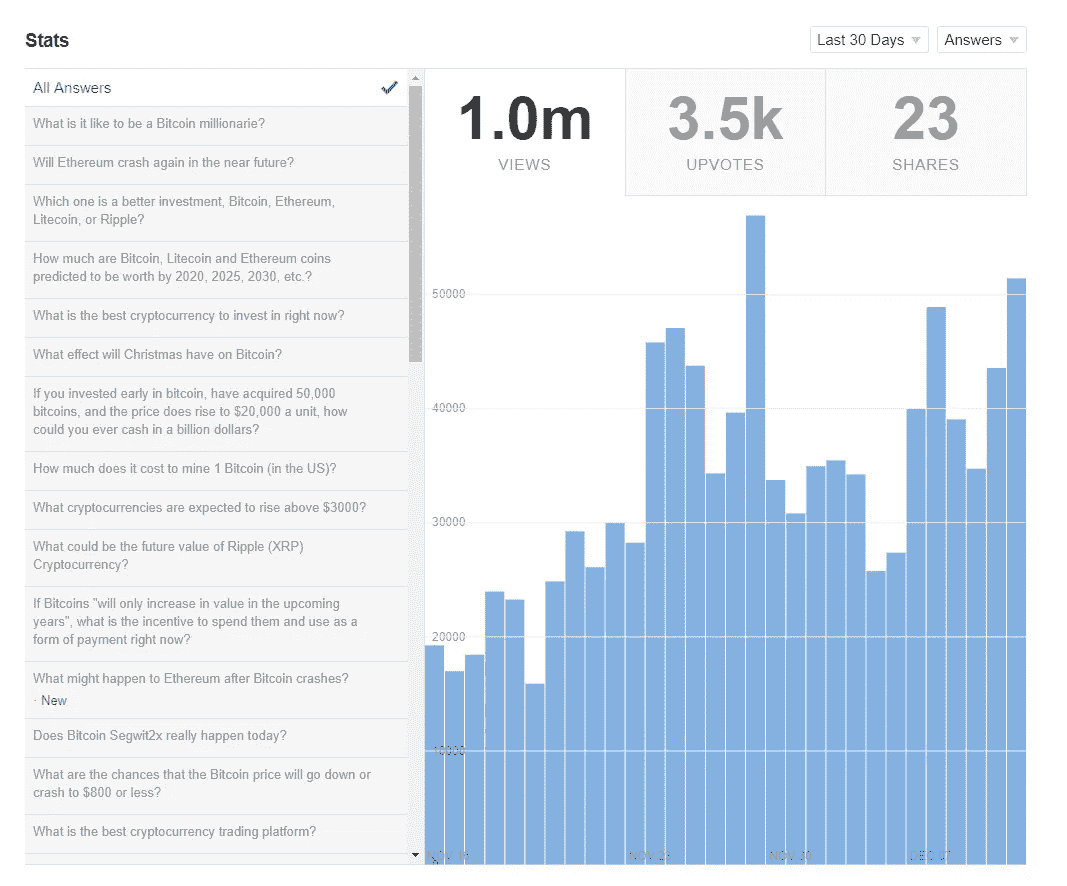 Stats
Last 30 Days
Answers
All Answers
What is it like to be a Bitcoin millionarie?
Will Ethereum crash again in the near future?
Which one is a better investment, Bitcoin, Ethereum,
Litecoin, or Ripple?
How much are Bitcoin, Litecoin and Ethereum coins
predicted to be worth by 2020, 2025, 2030, etc.?
What is the best cryptocurrency to invest in right now?
What effect will Christmas have on Bitcoin?
If you invested early in bitcoin, have acquired 50,000
bitcoins, and the price does rise to $20,000 a unit, how
could you ever cash in a billion dollars?
How much does it cost to mine 1 Bitcoin (in the US)?
What cryptocurrencies are expected to rise above $3000?
What could be the future value of Ripple (XRP)
Cryptocurrency?
If Bitcoins "will only increase in value in the upcoming
years", what is the incentive to spend them and use as a
form of payment right now?
What might happen to Ethereum after Bitcoin crashes?
· New
Does Bitcoin Segwit2x really happen today?
What are the chances that the Bitcoin price will go down or
crash to $800 or less?
What is the best cryptocurrency trading platform?
1.0m
VIEWS
3.5k
UPVOTES
23
SHARES
50000
40000
30000
20000
10000
NOV 30